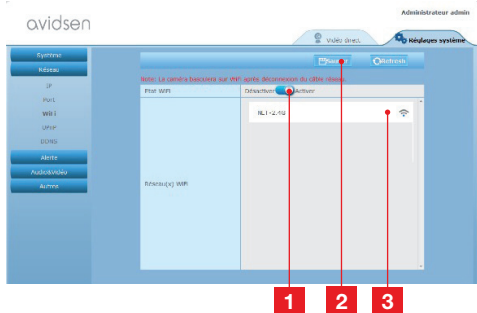 Administrateur admin
avidsen
Vidéo direct
Réglages système
Système
Réseau
IP
Port
WiFi
UPnP
DDNS
Alerte
Audio&Vidéo
Autres
Refresh
Note: La caméra basculera sur WiFi après déconnexion du câble réseau.
Etat WiFi
Désactiver
Activer
NET-2.4G
Réseau(x) WiFi
1
2
3